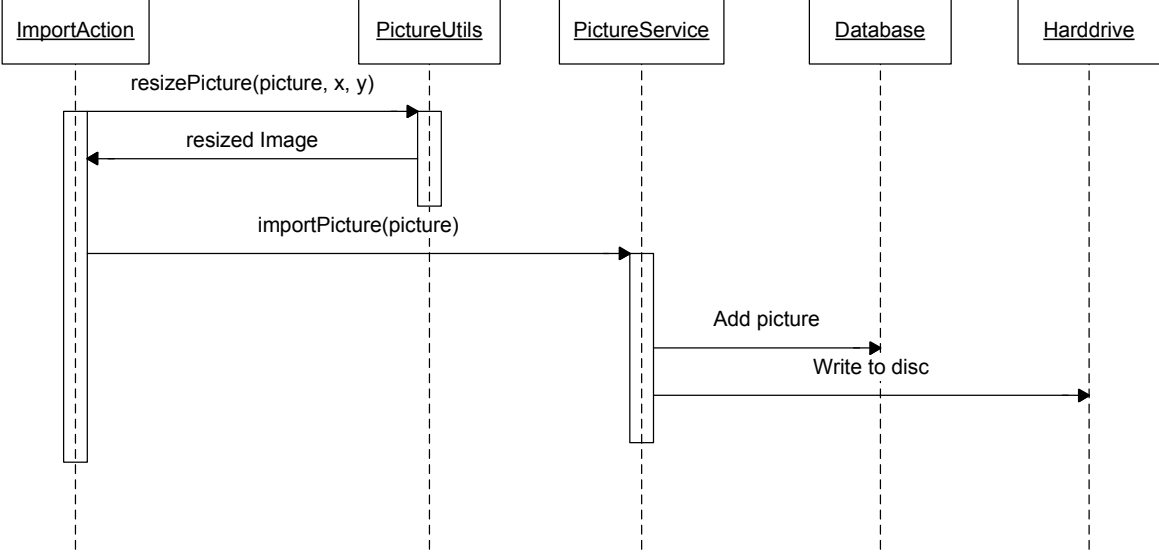 ImportAction
PictureUtils
PictureService
Database
Harddrive
resizePicture(picture, x, y)
resized Image
importPicture(picture)
Add picture
Write to disc